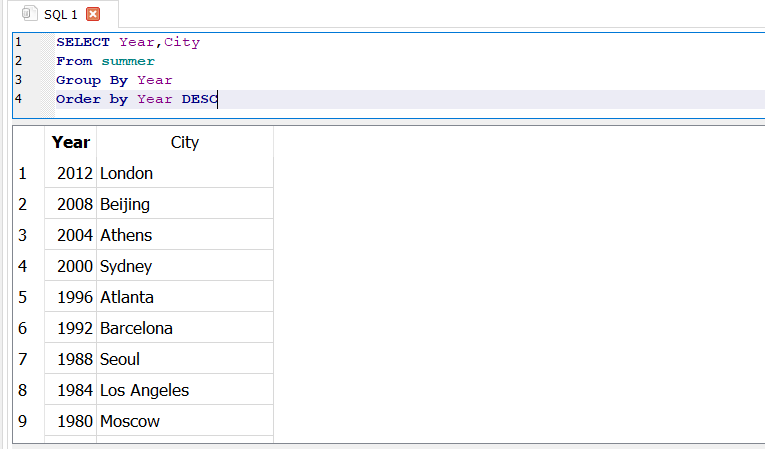 SQL 1
1 SELECT Year,City
2 From summer
3 Group By Year
4 Order by Year DESC
Year City
1 2012 London
2 2008 Beijing
3 2004 Athens
4 2000 Sydney
5 1996 Atlanta
6 1992 Barcelona
7 1988 Seoul
8 1984 Los Angeles
9 1980 Moscow